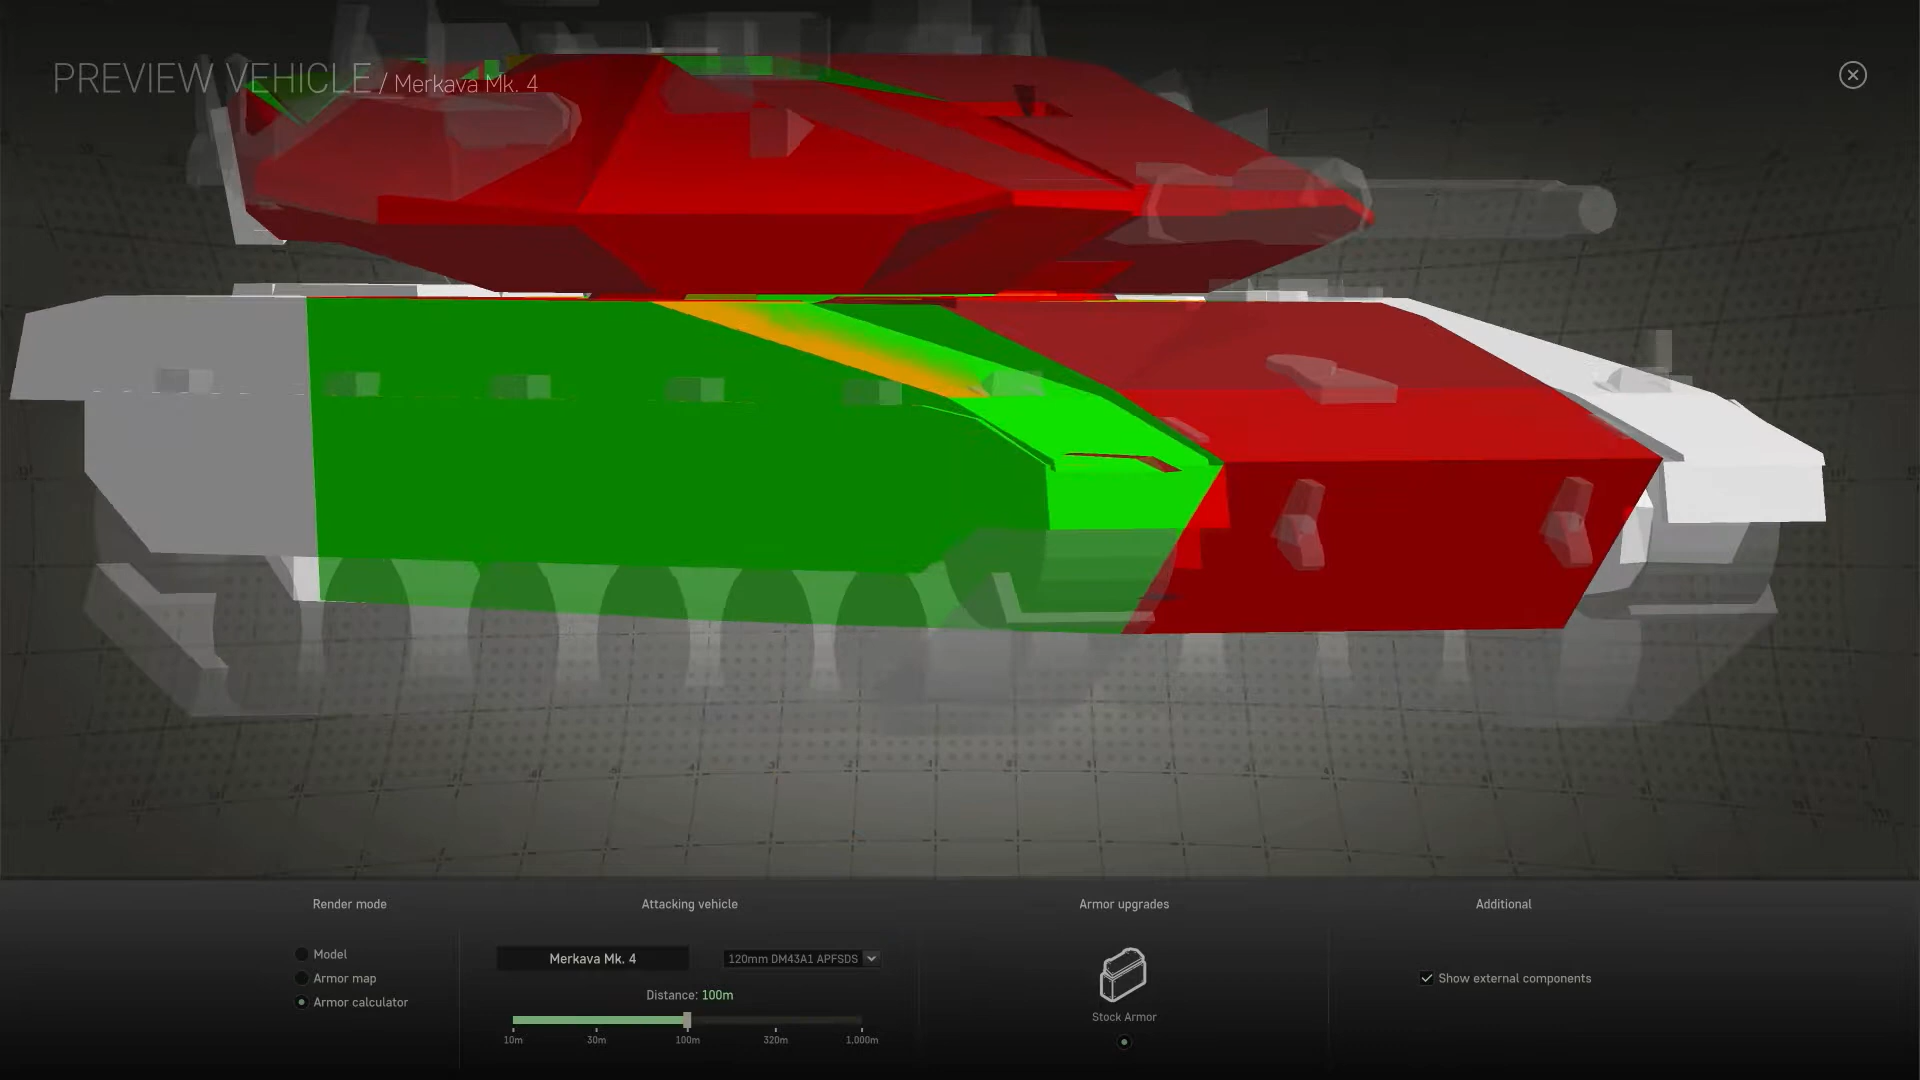 PREVIEW VEHICLE / Merkava Mk. 4
Render mode
Model
Armor map
Armor calculator
Attacking vehicle
Merkava Mk. 4
120mm DM43A1 APFSDS
Distance: 100m
10m 30m 100m 320m 1,000m
Armor upgrades
Stock Armor
Additional
Show external components